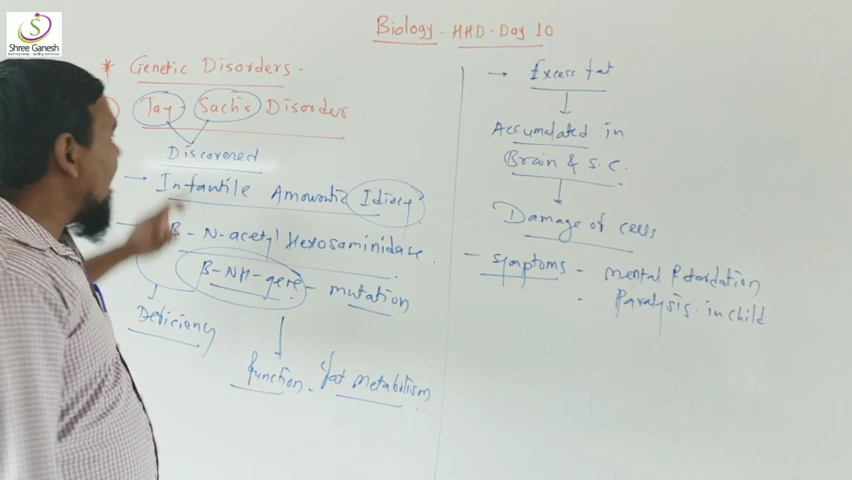 Shree Ganesh
Biology - HHD - Day 10
* Genetic Disorders -
Tay - Sachs Disorders
Discovered
→ Infantile Amourotic Idiocy
B - N-acetyl Hexosaminidase.
B-NH-gene - mutation
Deficiency
function - fat metabolism
→ Excess fat
Accumulated in
Brain & S.C.
Damage of cells
- Symptoms - Mental Retardation
- Paralysis in child